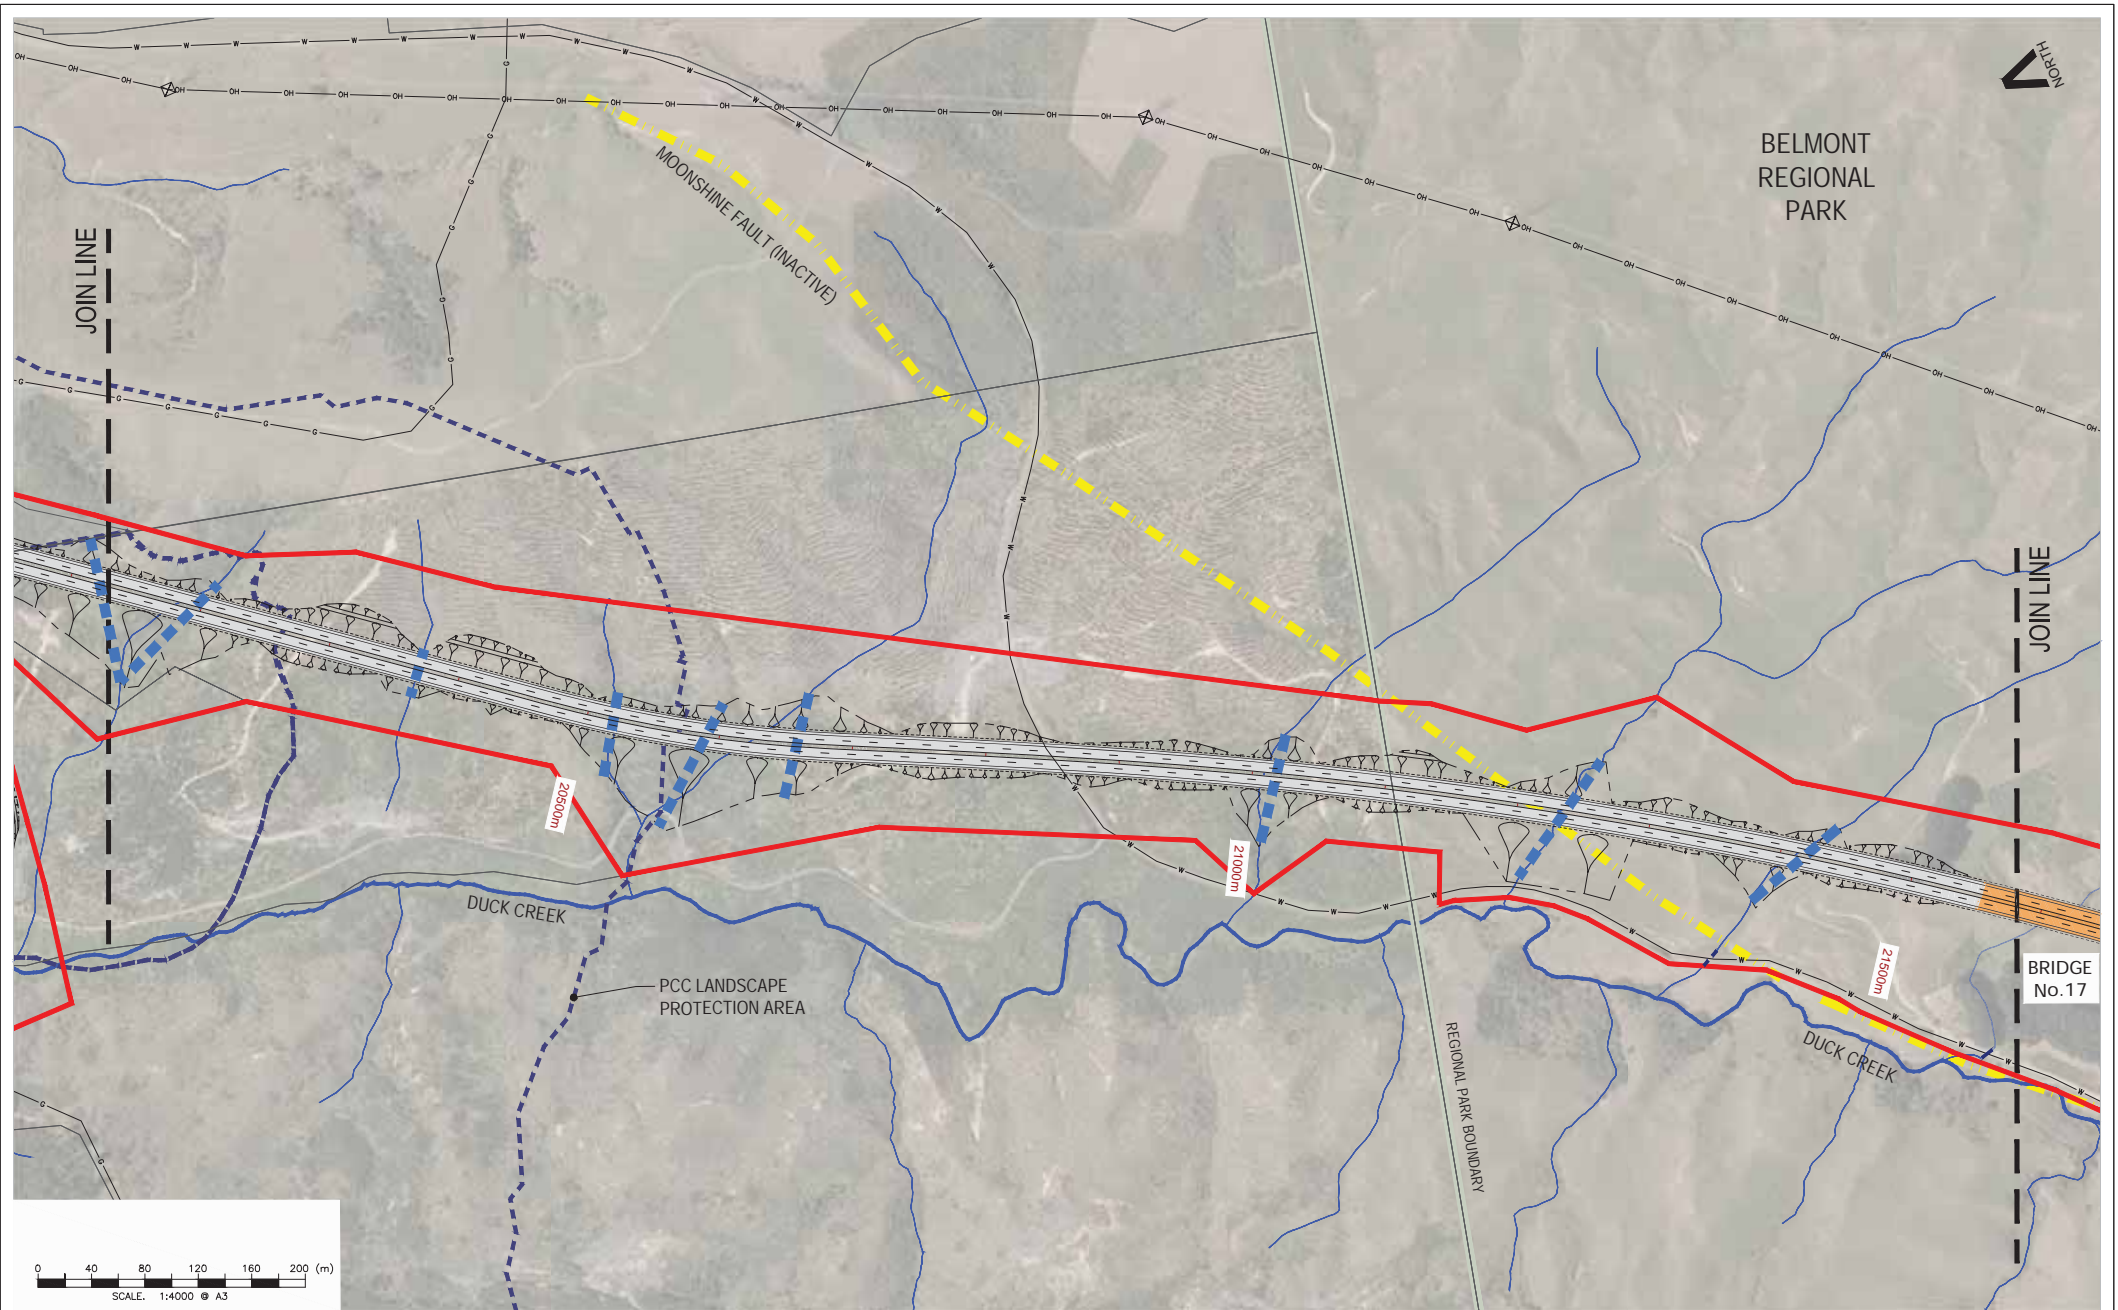 NORTH
BELMONT
REGIONAL
PARK
MOONSHINE FAULT (INACTIVE)
JOIN LINE
JOIN LINE
20500m
21000m
21500m
DUCK CREEK
PCC LANDSCAPE
PROTECTION AREA
REGIONAL PARK BOUNDARY
DUCK CREEK
BRIDGE
No.17
0 40 80 120 160 200 (m)
SCALE. 1:4000 @ A3